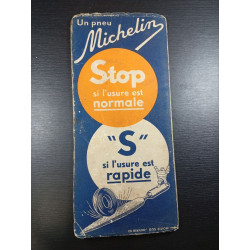 Un pneu
Michelin
Stop
si l'usure est
normale
"S"
si l'usure est
rapide